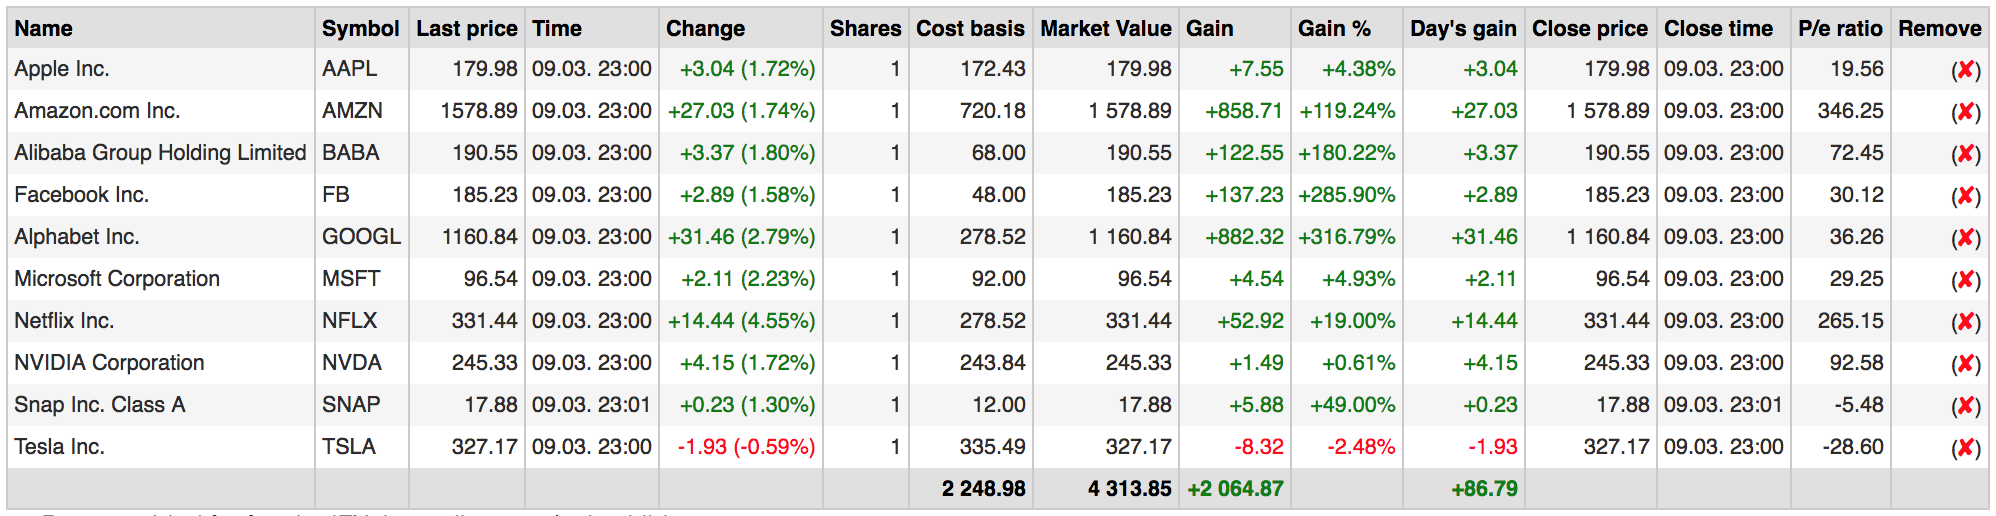 Name Symbol Last price Time Change Shares Cost basis Market Value Gain Gain % Day's gain Close price Close time P/e ratio Remove
Apple Inc. AAPL 179.98 09.03. 23:00 +3.04 (1.72%) 1 172.43 179.98 +7.55 +4.38% +3.04 179.98 09.03. 23:00 19.56 (✘)
Amazon.com Inc. AMZN 1578.89 09.03. 23:00 +27.03 (1.74%) 1 720.18 1 578.89 +858.71 +119.24% +27.03 1 578.89 09.03. 23:00 346.25 (✘)
Alibaba Group Holding Limited BABA 190.55 09.03. 23:00 +3.37 (1.80%) 1 68.00 190.55 +122.55 +180.22% +3.37 190.55 09.03. 23:00 72.45 (✘)
Facebook Inc. FB 185.23 09.03. 23:00 +2.89 (1.58%) 1 48.00 185.23 +137.23 +285.90% +2.89 185.23 09.03. 23:00 30.12 (✘)
Alphabet Inc. GOOGL 1160.84 09.03. 23:00 +31.46 (2.79%) 1 278.52 1 160.84 +882.32 +316.79% +31.46 1 160.84 09.03. 23:00 36.26 (✘)
Microsoft Corporation MSFT 96.54 09.03. 23:00 +2.11 (2.23%) 1 92.00 96.54 +4.54 +4.93% +2.11 96.54 09.03. 23:00 29.25 (✘)
Netflix Inc. NFLX 331.44 09.03. 23:00 +14.44 (4.55%) 1 278.52 331.44 +52.92 +19.00% +14.44 331.44 09.03. 23:00 265.15 (✘)
NVIDIA Corporation NVDA 245.33 09.03. 23:00 +4.15 (1.72%) 1 243.84 245.33 +1.49 +0.61% +4.15 245.33 09.03. 23:00 92.58 (✘)
Snap Inc. Class A SNAP 17.88 09.03. 23:01 +0.23 (1.30%) 1 12.00 17.88 +5.88 +49.00% +0.23 17.88 09.03. 23:01 -5.48 (✘)
Tesla Inc. TSLA 327.17 09.03. 23:00 -1.93 (-0.59%) 1 335.49 327.17 -8.32 -2.48% -1.93 327.17 09.03. 23:00 -28.60 (✘)
2 248.98 4 313.85 +2 064.87 +86.79